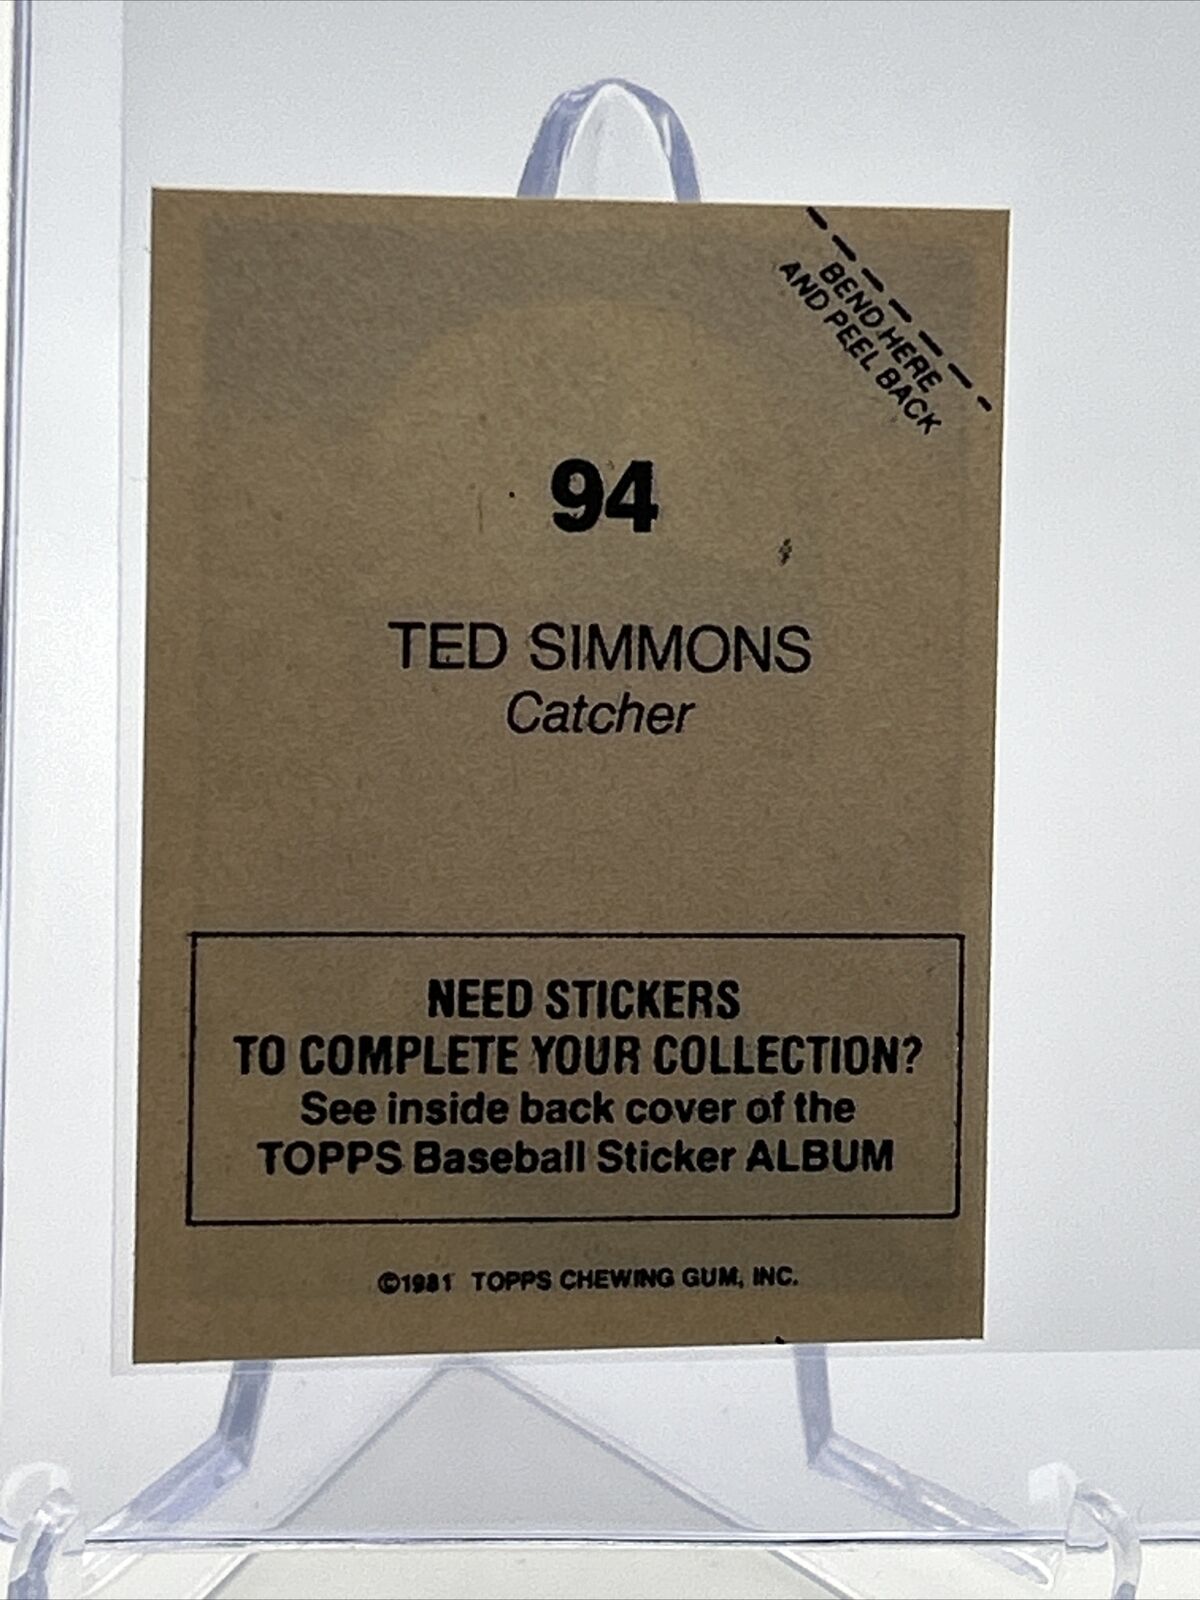 BEND HERE
AND PEEL BACK
94
TED SIMMONS
Catcher
NEED STICKERS
TO COMPLETE YOUR COLLECTION?
See inside back cover of the
TOPPS Baseball Sticker ALBUM
©1981 TOPPS CHEWING GUM, INC.